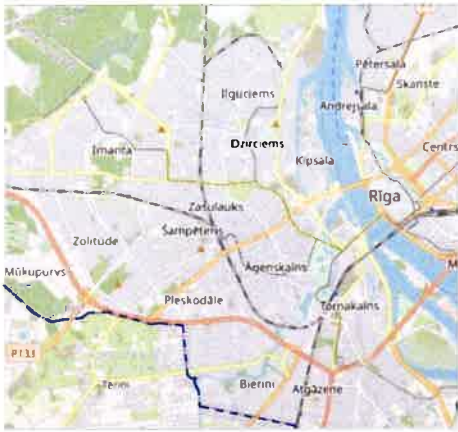 Pētersala
Skanste
Iļģuciems
Andrejsala
Dzirciems
Imanta
Ķīpsala
Centrs
Rīga
Zasulauks
Šampēteris
Zolitūde
Āgenskalns
Mūkupurvs
M
Pleskodāle
Torņakalns
P133
Tēriņi
Bieriņi
Atgāzene